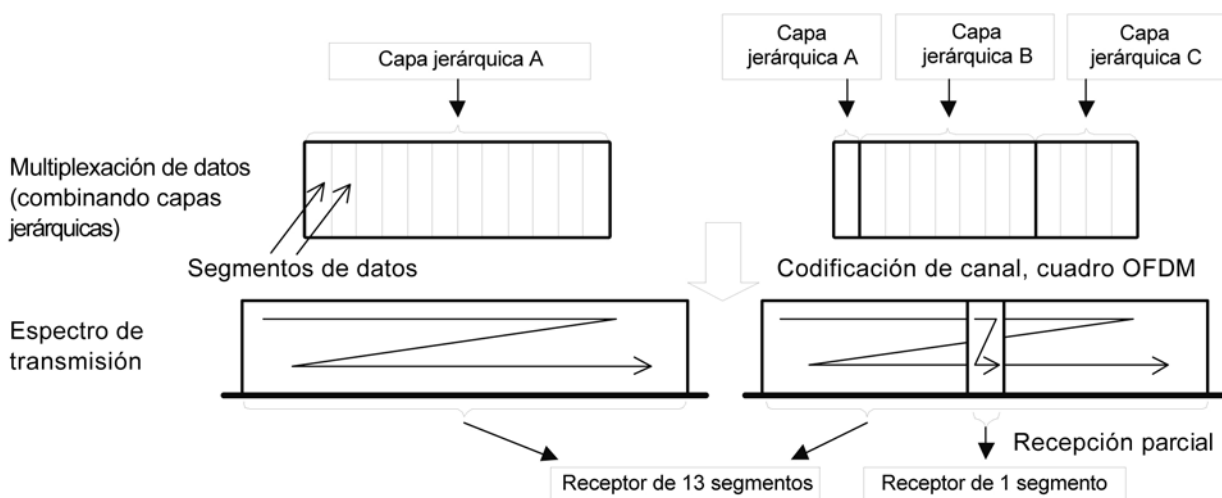 Capa jerárquica A
Capa
jerárquica A
Capa
jerárquica B
Capa
jerárquica C
Multiplexación de datos
(combinando capas
jerárquicas)
Segmentos de datos
Codificación de canal, cuadro OFDM
Espectro de
transmisión
Recepción parcial
Receptor de 13 segmentos
Receptor de 1 segmento